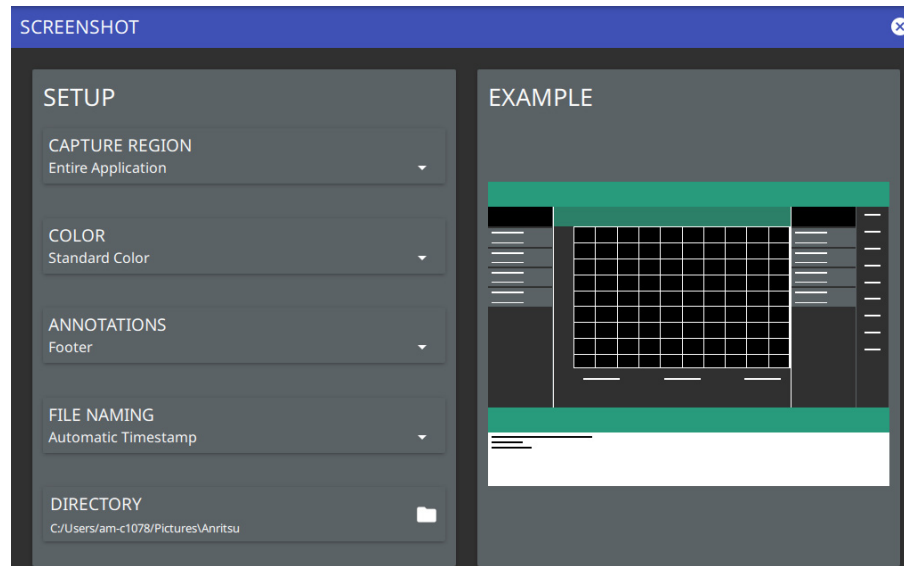 SCREENSHOT
SETUP
CAPTURE REGION
Entire Application
COLOR
Standard Color
ANNOTATIONS
Footer
FILE NAMING
Automatic Timestamp
DIRECTORY
C:/Users/am-c1078/Pictures\Anritsu
EXAMPLE